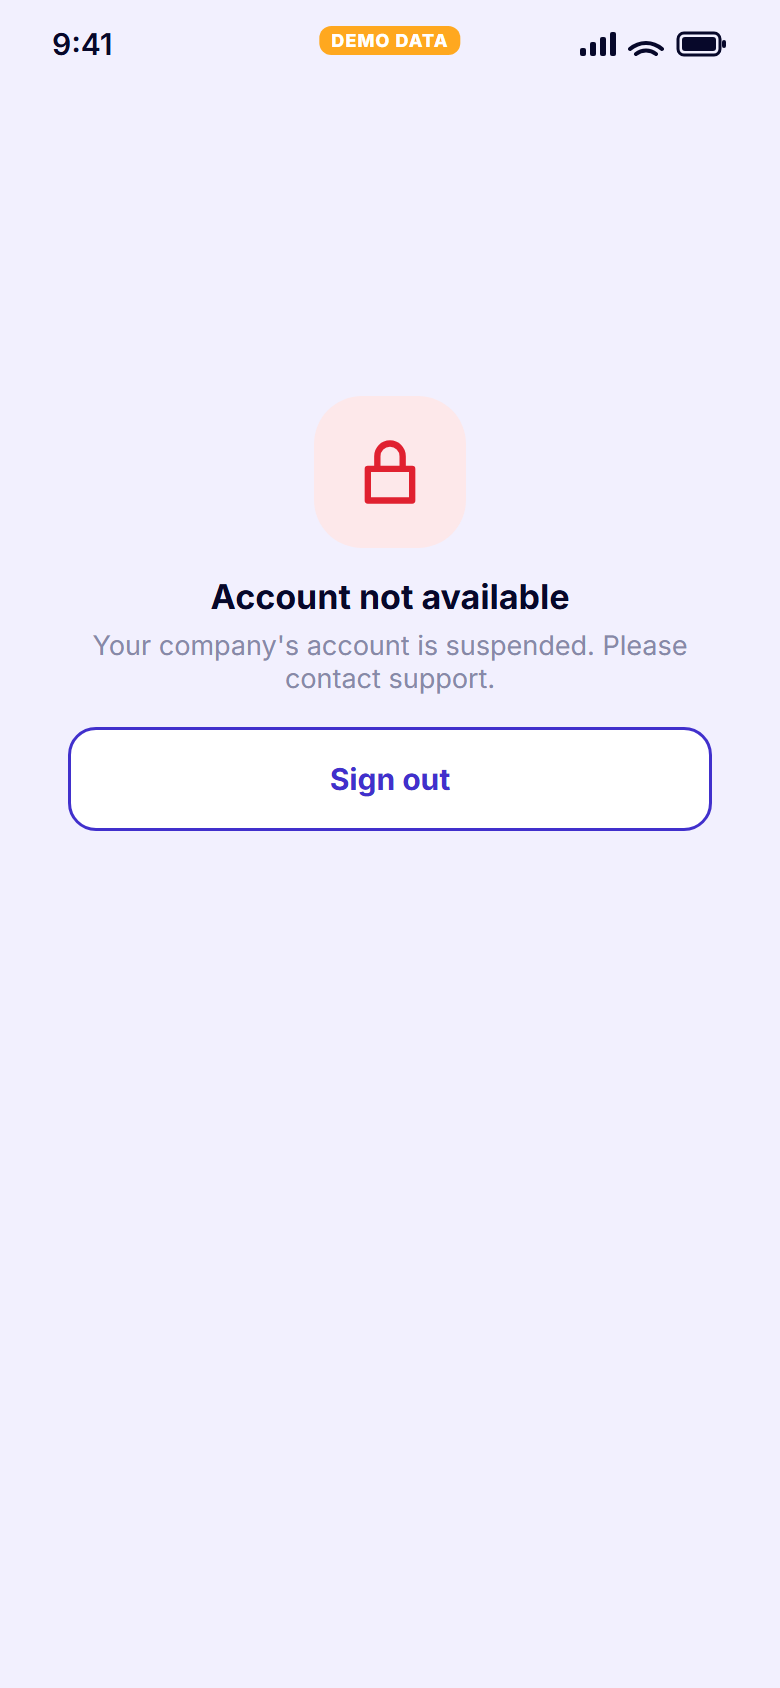 9:41
DEMO DATA
Account not available
Your company's account is suspended. Please
contact support.
Sign out